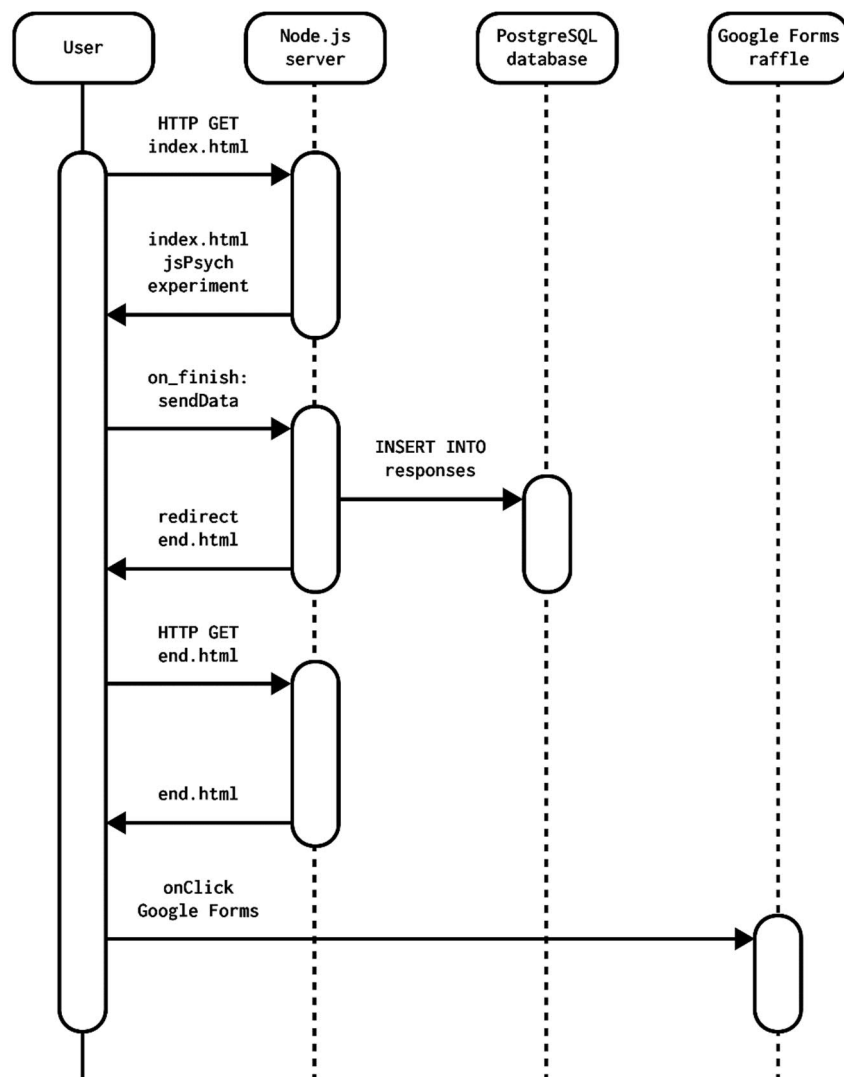 User
Node.js
server
PostgreSQL
database
Google Forms
raffle
HTTP GET
index.html
index.html
jsPsych
experiment
on_finish:
sendData
INSERT INTO
responses
redirect
end.html
HTTP GET
end.html
end.html
onClick
Google Forms